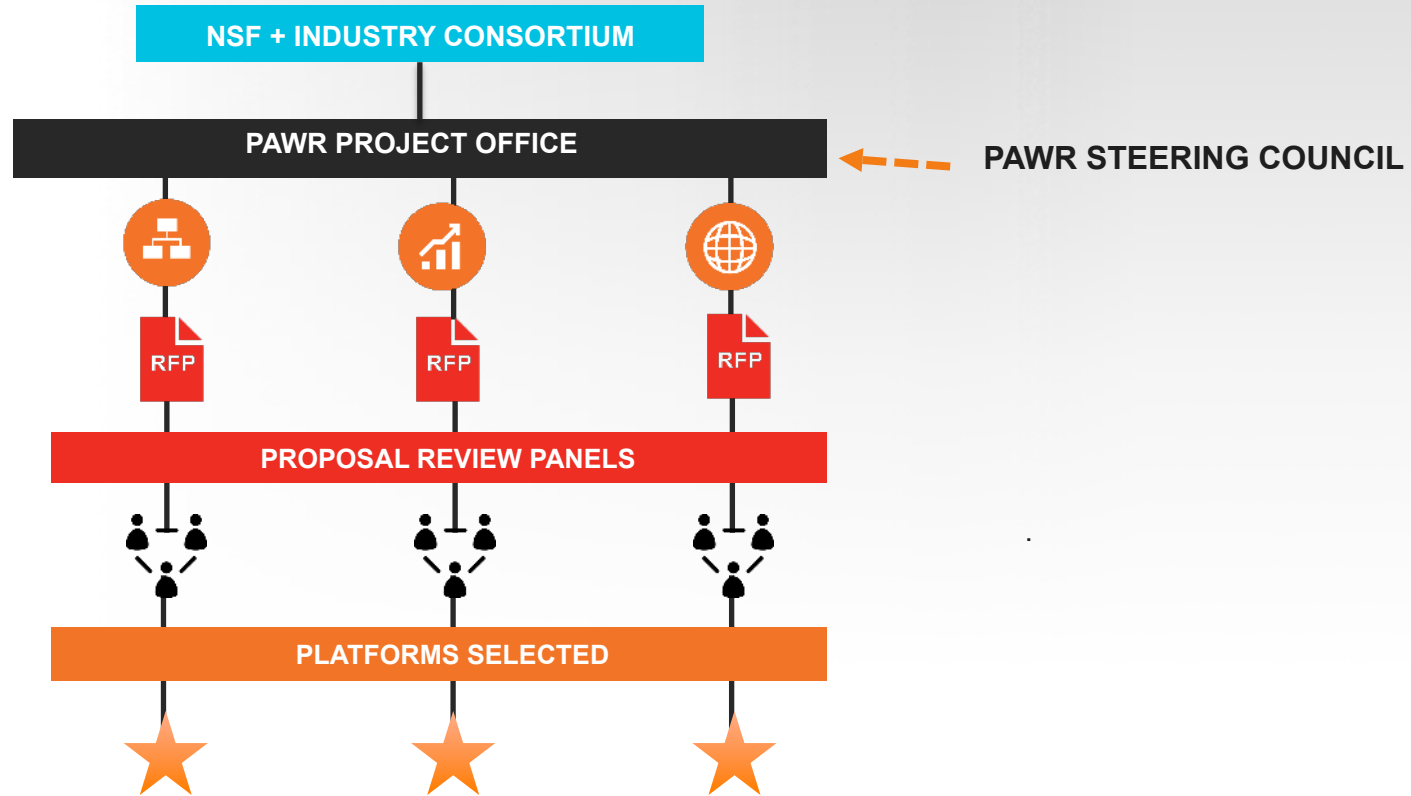 NSF + INDUSTRY CONSORTIUM
PAWR PROJECT OFFICE
PAWR STEERING COUNCIL
RFP
RFP
RFP
PROPOSAL REVIEW PANELS
.
PLATFORMS SELECTED